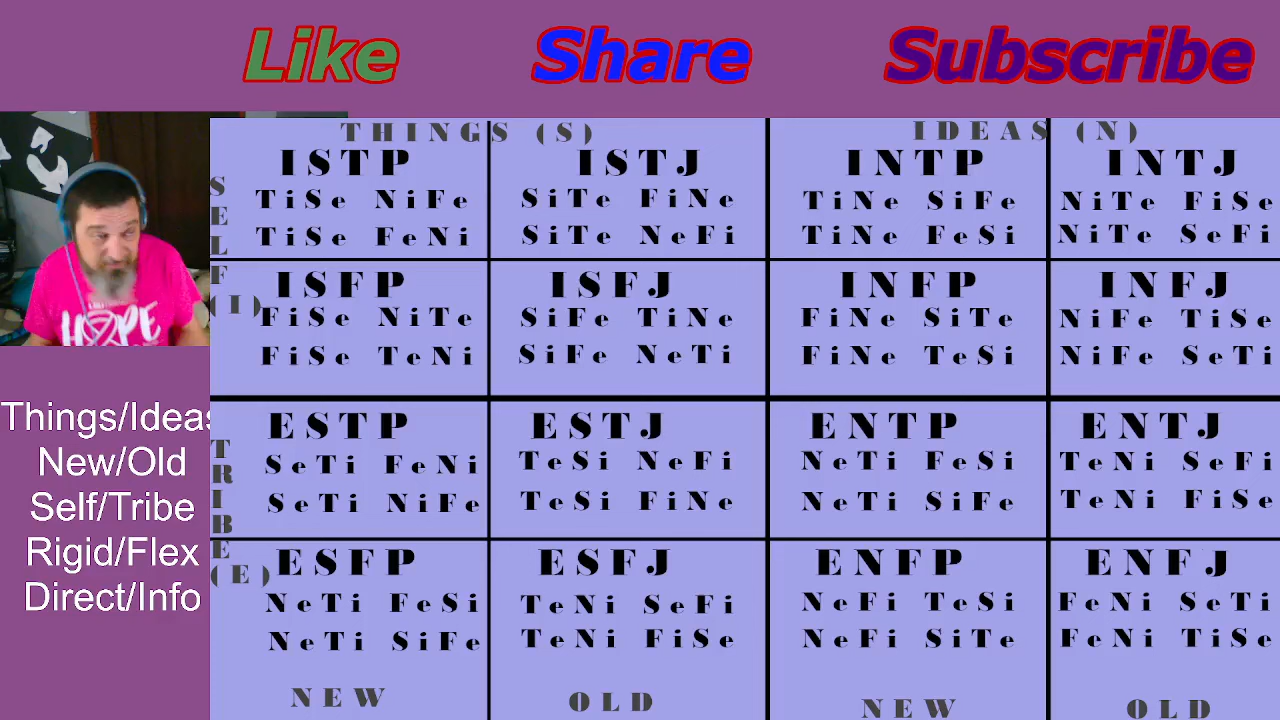 Like Share Subscribe
THINGS (S) IDEAS (N)
SELF (I)
ISTP
TiSe NiFe
TiSe FeNi
ISTJ
SiTe FiNe
SiTe NeFi
INTP
TiNe SiFe
TiNe FeSi
INTJ
NiTe FiSe
NiTe SeFi
ISFP
FiSe NiTe
FiSe TeNi
ISFJ
SiFe TiNe
SiFe NeTi
INFP
FiNe SiTe
FiNe TeSi
INFJ
NiFe TiSe
NiFe SeTi
TRIBE (E)
ESTP
SeTi FeNi
SeTi NiFe
ESTJ
TeSi NeFi
TeSi FiNe
ENTP
NeTi FeSi
NeTi SiFe
ENTJ
TeNi SeFi
TeNi FiSe
ESFP
NeTi FeSi
NeTi SiFe
ESFJ
TeNi SeFi
TeNi FiSe
ENFP
NeFi TeSi
NeFi SiTe
ENFJ
FeNi SeTi
FeNi TiSe
NEW OLD NEW OLD
HOPE
Things/Ideas
New/Old
Self/Tribe
Rigid/Flex
Direct/Info